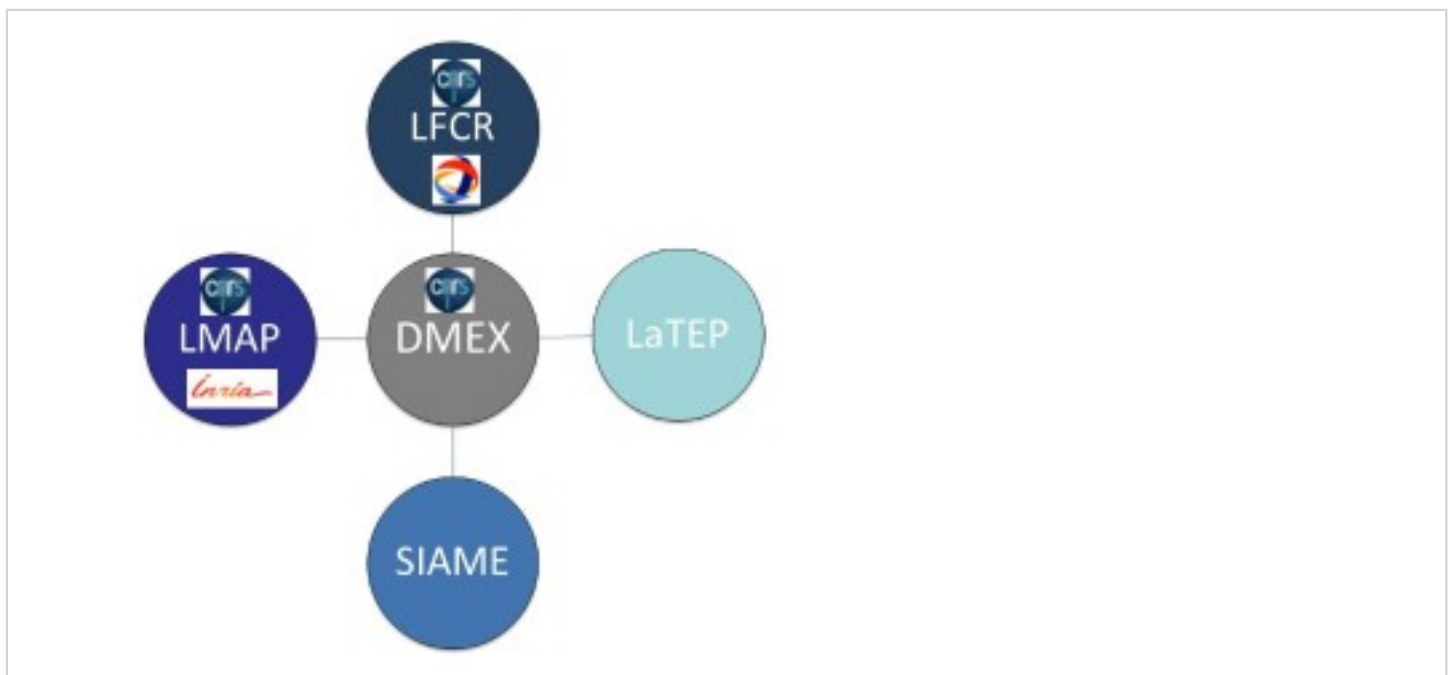 cnrs
LFCR
cnrs
LMAP
Inria
cnrs
DMEX
LaTEP
SIAME